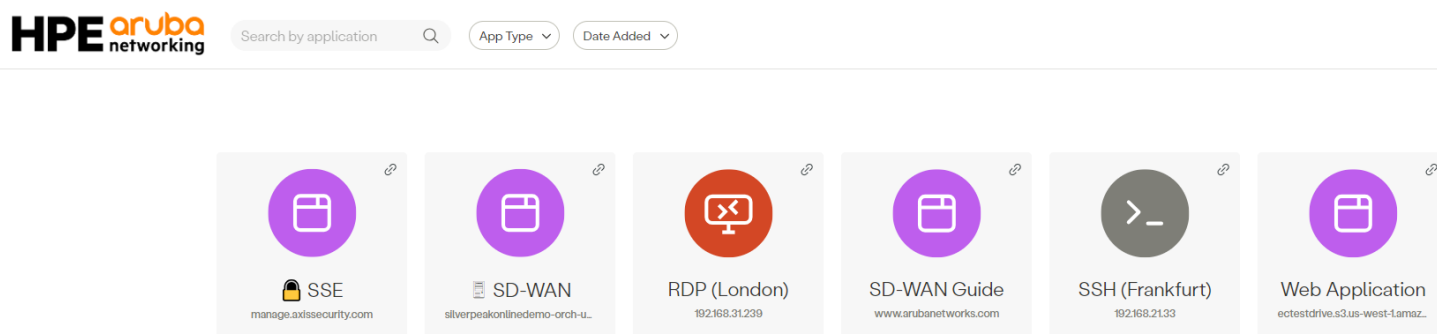 HPE aruba
networking
Search by application
App Type
Date Added
SSE
manage.axissecurity.com
SD-WAN
silverpeakonlinedemo-orch-u...
RDP (London)
192.168.31.239
SD-WAN Guide
www.arubanetworks.com
SSH (Frankfurt)
192.168.21.33
Web Application
ectestdrive.s3.us-west-1.amaz...